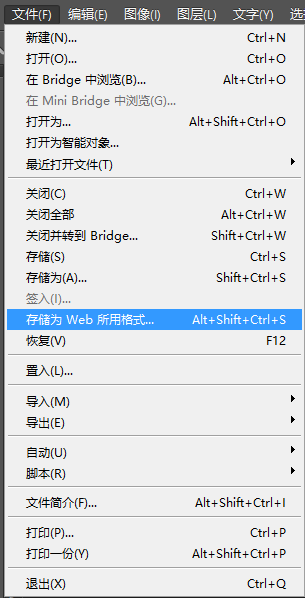 文件(F) 编辑(E) 图像(I) 图层(L) 文字(Y)
新建(N)... Ctrl+N
打开(O)... Ctrl+O
在 Bridge 中浏览(B)... Alt+Ctrl+O
在 Mini Bridge 中浏览(G)...
打开为... Alt+Shift+Ctrl+O
打开为智能对象...
最近打开文件(T)
关闭(C) Ctrl+W
关闭全部 Alt+Ctrl+W
关闭并转到 Bridge... Shift+Ctrl+W
存储(S) Ctrl+S
存储为(A)... Shift+Ctrl+S
签入(I)...
存储为 Web 所用格式... Alt+Shift+Ctrl+S
恢复(V) F12
置入(L)...
导入(M)
导出(E)
自动(U)
脚本(R)
文件简介(F)... Alt+Shift+Ctrl+I
打印(P)... Ctrl+P
打印一份(Y) Alt+Shift+Ctrl+P
退出(X) Ctrl+Q